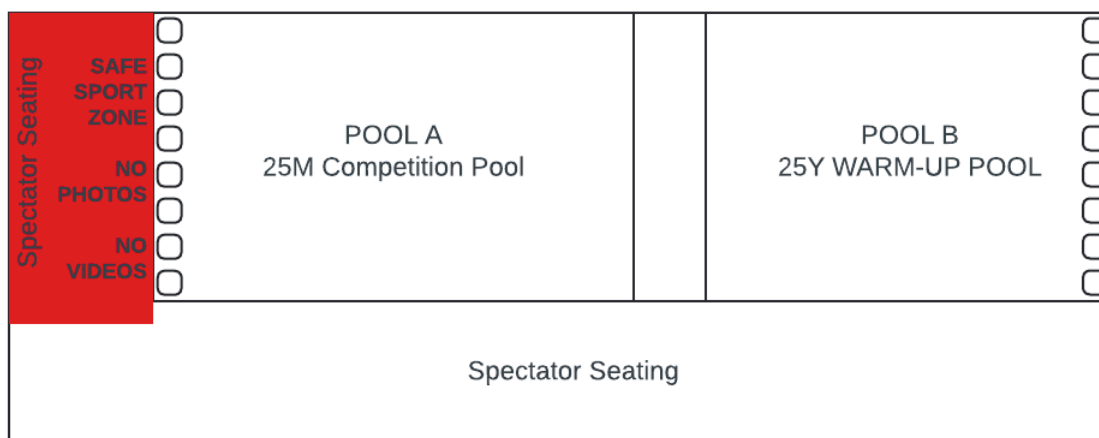 Spectator Seating
SAFE
SPORT
ZONE
NO
PHOTOS
NO
VIDEOS
POOL A
25M Competition Pool
POOL B
25Y WARM-UP POOL
Spectator Seating